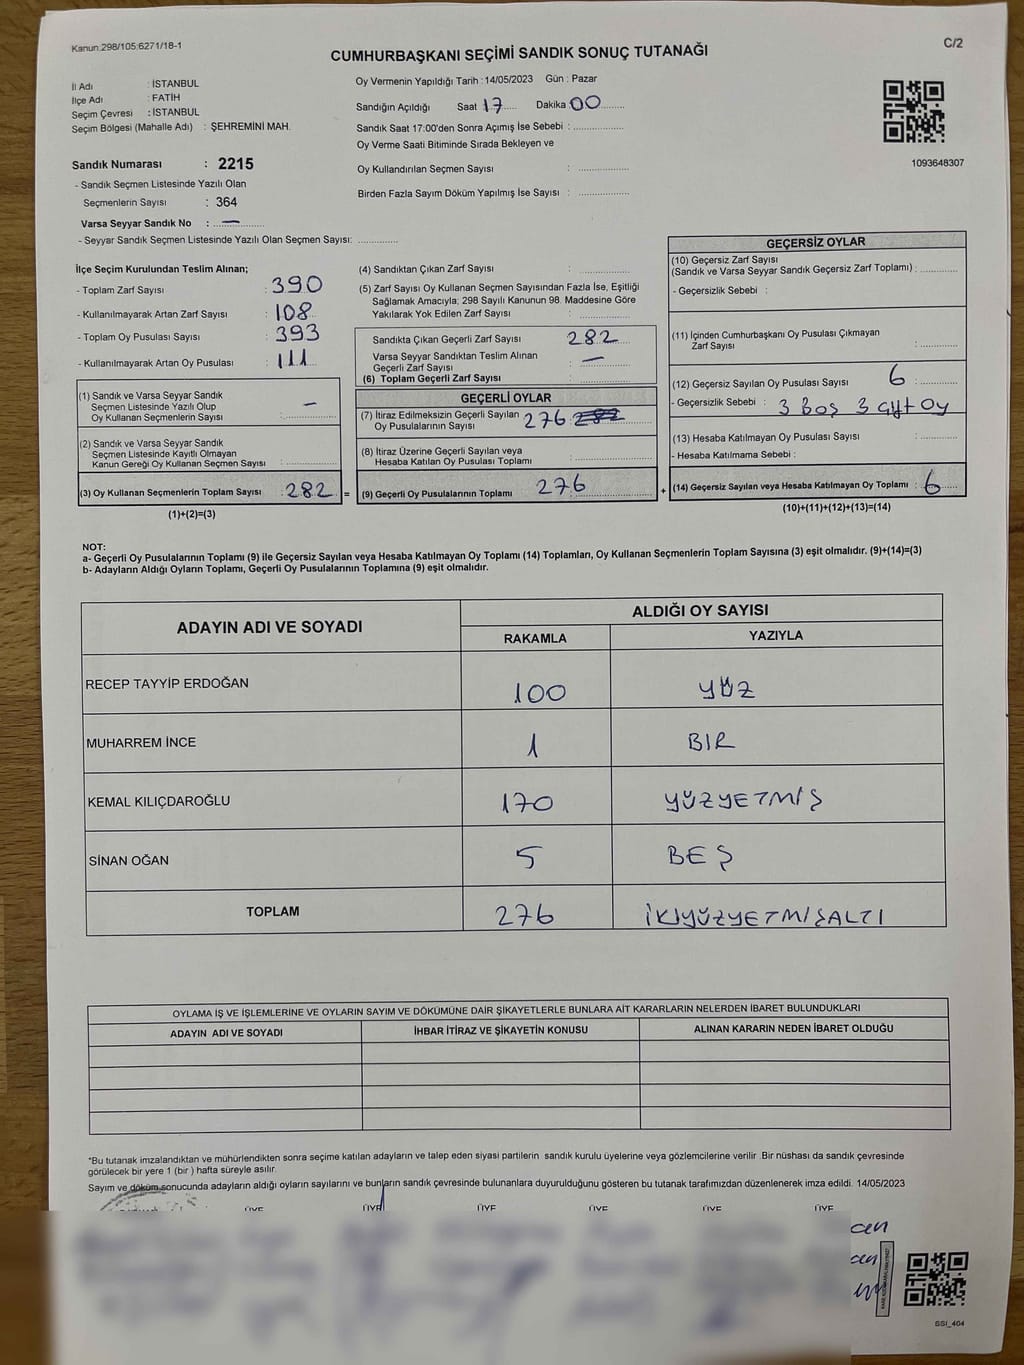 Kanun:298/105;6271/18-1
C/2
CUMHURBAŞKANI SEÇİMİ SANDIK SONUÇ TUTANAĞI
İl Adı : İSTANBUL
İlçe Adı : FATİH
Seçim Çevresi : İSTANBUL
Seçim Bölgesi (Mahalle Adı) : ŞEHREMİNİ MAH.
Oy Vermenin Yapıldığı Tarih : 14/05/2023 Gün : Pazar
Sandığın Açıldığı Saat 17 Dakika 00
Sandık Saat 17:00'den Sonra Açımış İse Sebebi :
Oy Verme Saati Bitiminde Sırada Bekleyen ve
Oy Kullandırılan Seçmen Sayısı :
Birden Fazla Sayım Döküm Yapılmış İse Sayısı :
1093648307
Sandık Numarası : 2215
- Sandık Seçmen Listesinde Yazılı Olan
Seçmenlerin Sayısı : 364
Varsa Seyyar Sandık No : —
- Seyyar Sandık Seçmen Listesinde Yazılı Olan Seçmen Sayısı:
İlçe Seçim Kurulundan Teslim Alınan;
- Toplam Zarf Sayısı : 390
- Kullanılmayarak Artan Zarf Sayısı : 108
- Toplam Oy Pusulası Sayısı : 393
- Kullanılmayarak Artan Oy Pusulası : 111
(1) Sandık ve Varsa Seyyar Sandık
Seçmen Listesinde Yazılı Olup
Oy Kullanan Seçmenlerin Sayısı : —
(2) Sandık ve Varsa Seyyar Sandık
Seçmen Listesinde Kayıtlı Olmayan
Kanun Gereği Oy Kullanan Seçmen Sayısı :
(3) Oy Kullanan Seçmenlerin Toplam Sayısı : 282 =
(1)+(2)=(3)
(4) Sandıktan Çıkan Zarf Sayısı :
(5) Zarf Sayısı Oy Kullanan Seçmen Sayısından Fazla İse, Eşitliği
Sağlamak Amacıyla; 298 Sayılı Kanunun 98. Maddesine Göre
Yakılarak Yok Edilen Zarf Sayısı :
Sandıkta Çıkan Geçerli Zarf Sayısı : 282
Varsa Seyyar Sandıktan Teslim Alınan
Geçerli Zarf Sayısı : —
(6) Toplam Geçerli Zarf Sayısı :
GEÇERLİ OYLAR
(7) İtiraz Edilmeksizin Geçerli Sayılan
Oy Pusulalarının Sayısı : 276 282
(8) İtiraz Üzerine Geçerli Sayılan veya
Hesaba Katılan Oy Pusulası Toplamı :
(9) Geçerli Oy Pusulalarının Toplamı : 276 +
GEÇERSİZ OYLAR
(10) Geçersiz Zarf Sayısı
(Sandık ve Varsa Seyyar Sandık Geçersiz Zarf Toplamı) :
- Geçersizlik Sebebi :
(11) İçinden Cumhurbaşkanı Oy Pusulası Çıkmayan
Zarf Sayısı :
(12) Geçersiz Sayılan Oy Pusulası Sayısı 6 :
- Geçersizlik Sebebi : 3 Boş 3 ayt oy
(13) Hesaba Katılmayan Oy Pusulası Sayısı :
- Hesaba Katılmama Sebebi :
(14) Geçersiz Sayılan veya Hesaba Katılmayan Oy Toplamı : 6
(10)+(11)+(12)+(13)=(14)
NOT:
a- Geçerli Oy Pusulalarının Toplamı (9) ile Geçersiz Sayılan veya Hesaba Katılmayan Oy Toplamı (14) Toplamları, Oy Kullanan Seçmenlerin Toplam Sayısına (3) eşit olmalıdır. (9)+(14)=(3)
b- Adayların Aldığı Oyların Toplamı, Geçerli Oy Pusulalarının Toplamına (9) eşit olmalıdır.
ADAYIN ADI VE SOYADI
ALDIĞI OY SAYISI
RAKAMLA YAZIYLA
RECEP TAYYİP ERDOĞAN 100 YÜZ
MUHARREM İNCE 1 BIR
KEMAL KILIÇDAROĞLU 170 YÜZYETMİŞ
SİNAN OĞAN 5 BEŞ
TOPLAM 276 İKİYÜZYETMİŞALTI
OYLAMA İŞ VE İŞLEMLERİNE VE OYLARIN SAYIM VE DÖKÜMÜNE DAİR ŞİKAYETLERLE BUNLARA AİT KARARLARIN NELERDEN İBARET BULUNDUKLARI
ADAYIN ADI VE SOYADI İHBAR İTİRAZ VE ŞİKAYETİN KONUSU ALINAN KARARIN NEDEN İBARET OLDUĞU
*Bu tutanak imzalandıktan ve mühürlendikten sonra seçime katılan adayların ve talep eden siyasi partilerin sandık kurulu üyelerine veya gözlemcilerine verilir .Bir nüshası da sandık çevresinde
görülecek bir yere 1 (bir ) hafta süreyle asılır.
Sayım ve döküm sonucunda adayların aldığı oyların sayılarını ve bunların sandık çevresinde bulunanlara duyurulduğunu gösteren bu tutanak tarafımızdan düzenlenerek imza edildi. 14/05/2023
ÜYE ÜYE ÜYE ÜYE ÜYE ÜYE
SSI_404